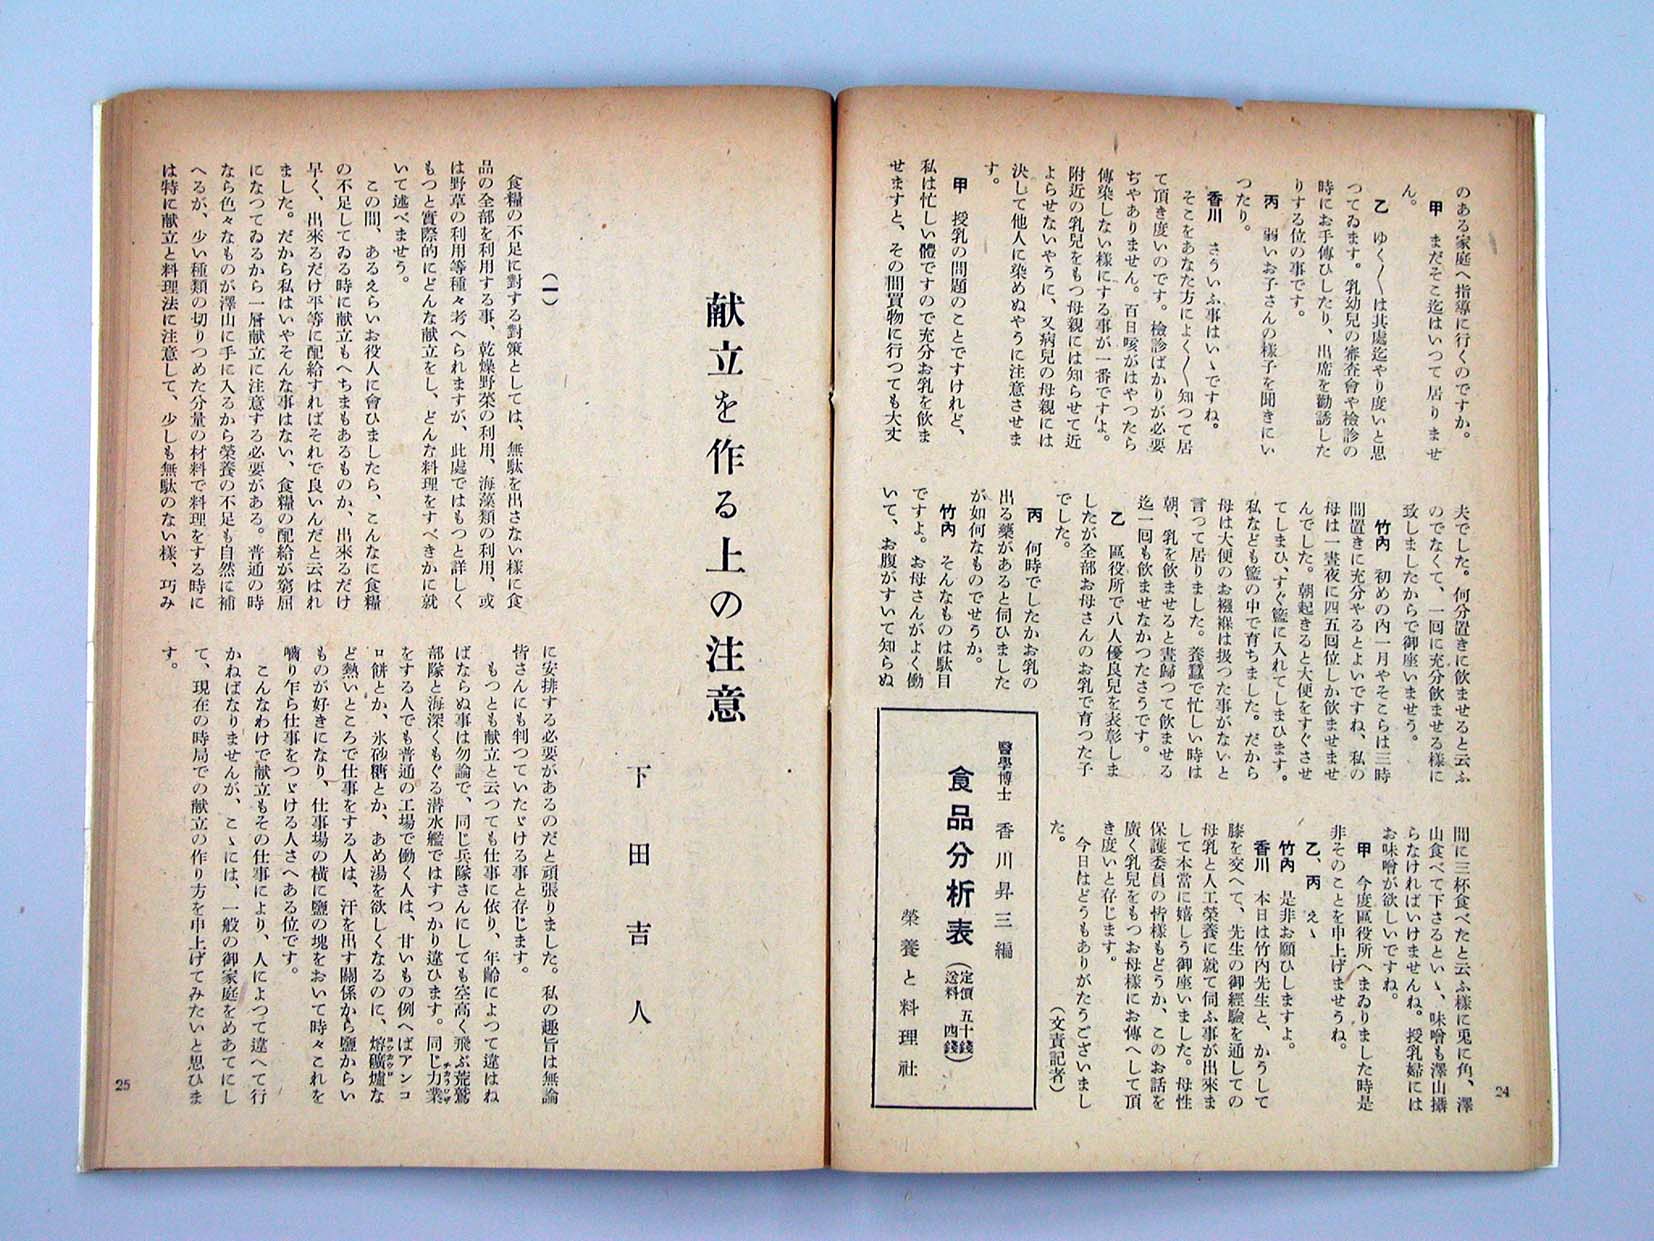 のある家庭へ指導に行くのですか。
甲　まだそこ迄はいつて居りませ
ん。
乙　ゆく〱は其處迄やり度いと思
つてゐます。乳幼兒の審査會や檢診の
時にお手傳ひしたり、出席を勸誘した
りする位の事です。
丙　弱いお子さんの樣子を聞きにい
つたり。
香川　さういふ事はいゝですね。
そこをあなた方によく〱知つて居
て頂き度いのです。檢診ばかりが必要
ぢやありません。百日咳がはやつたら
傳染しない樣にする事が一番ですよ。
附近の乳兒をもつ母親には知らせて近
よらせないやうに、又病兒の母親には
決して他人に染めぬやうに注意させま
す。
甲　授乳の問題のことですけれど、
私は忙しい體ですので充分お乳を飲ま
せますと、その間買物に行つても大丈
夫でした。何分置きに飲ませると云ふ
のでなくて、一回に充分飲ませる樣に
致しましたからで御座いませう。
竹內　初めの内一月やそこらは三時
間置きに充分やるとよいですね、私の
母は一晝夜に四五回位しか飲ませませ
んでした。朝起きると大便をすぐさせ
てしまひ、すぐ籃に入れてしまひます。
私なども籃の中で育ちました。だから
母は大便のお襁褓は扱つた事がないと
言つて居りました。養蠶で忙しい時は
朝、乳を飲ませると晝歸つて飲ませる
迄一回も飲ませなかつたさうです。
乙　區役所で八人優良兒を表彰しま
したが全部お母さんのお乳で育つた子
でした。
丙　何時でしたかお乳の
出る藥があると伺ひました
が如何なものでせうか。
竹內　そんなものは駄目
ですよ。お母さんがよく働
いて、お腹がすいて知らぬ
間に三杯食べたと云ふ樣に兎に角、澤
山食べて下さるといゝ、味噌も澤山攝
らなければいけませんね。授乳婦には
お味噌が欲しいですね。
甲　今度區役所へまゐりました時是
非そのことを申上げませうね。
乙、丙　えゝ
竹內　是非お願ひしますよ。
香川　本日は竹內先生と、かうして
膝を交へて、先生の御經驗を通しての
母乳と人工榮養に就て伺ふ事が出來ま
して本當に嬉しう御座いました。母性
保護委員の皆樣もどうか、このお話を
廣く乳兒をもつお母樣にお傳へして頂
き度いと存じます。
今日はどうもありがたうございまし
た。
（文責記者）
醫學博士　香川昇三編
食品分析表（定價　五十錢
送料　四錢）
榮養と料理社
24
献立を作る上の注意
下田吉人
（一）
食糧の不足に對する對策としては、無駄を出さない樣に食
品の全部を利用する事、乾燥野菜の利用、海藻類の利用、或
は野草の利用等種々考へられますが、此處ではもつと詳しく
もつと實際的にどんな献立をし、どんな料理をすべきかに就
いて述べませう。
この間、あるえらいお役人に會ひましたら、こんなに食糧
の不足してゐる時に献立もへちまもあるものか、出來るだけ
早く、出來るだけ平等に配給すればそれで良いんだと云はれ
ました。だから私はいやそんな事はない、食糧の配給が窮屈
になつてゐるから一層献立に注意する必要がある。普通の時
なら色々なものが澤山に手に入るから榮養の不足も自然に補
へるが、少い種類の切りつめた分量の材料で料理をする時に
は特に献立と料理法に注意して、少しも無駄のない樣、巧み
に安排する必要があるのだと頑張りました。私の趣旨は無論
皆さんにも判つていたゞける事と存じます。
もつとも献立と云つても仕事に依り、年齡によつて違はね
ばならぬ事は勿論で、同じ兵隊さんにしても空高く飛ぶ荒鷲
部隊と海深くもぐる潛水艦ではすつかり違ひます。同じ力業
をする人でも普通の工場で働く人は、甘いもの例へばアンコ
ロ餅とか、氷砂糖とか、あめ湯を欲しくなるのに、熔礦爐な
ど熱いところで仕事をする人は、汗を出す關係から鹽からい
ものが好きになり、仕事場の橫に鹽の塊をおいて時々これを
嚙り乍ら仕事をつゞける人さへある位です。
こんなわけで献立もその仕事により、人によつて違へて行
かねばなりませんが、こゝには、一般の御家庭をめあてにし
て、現在の時局での献立の作り方を申上げてみたいと思ひま
す。
25